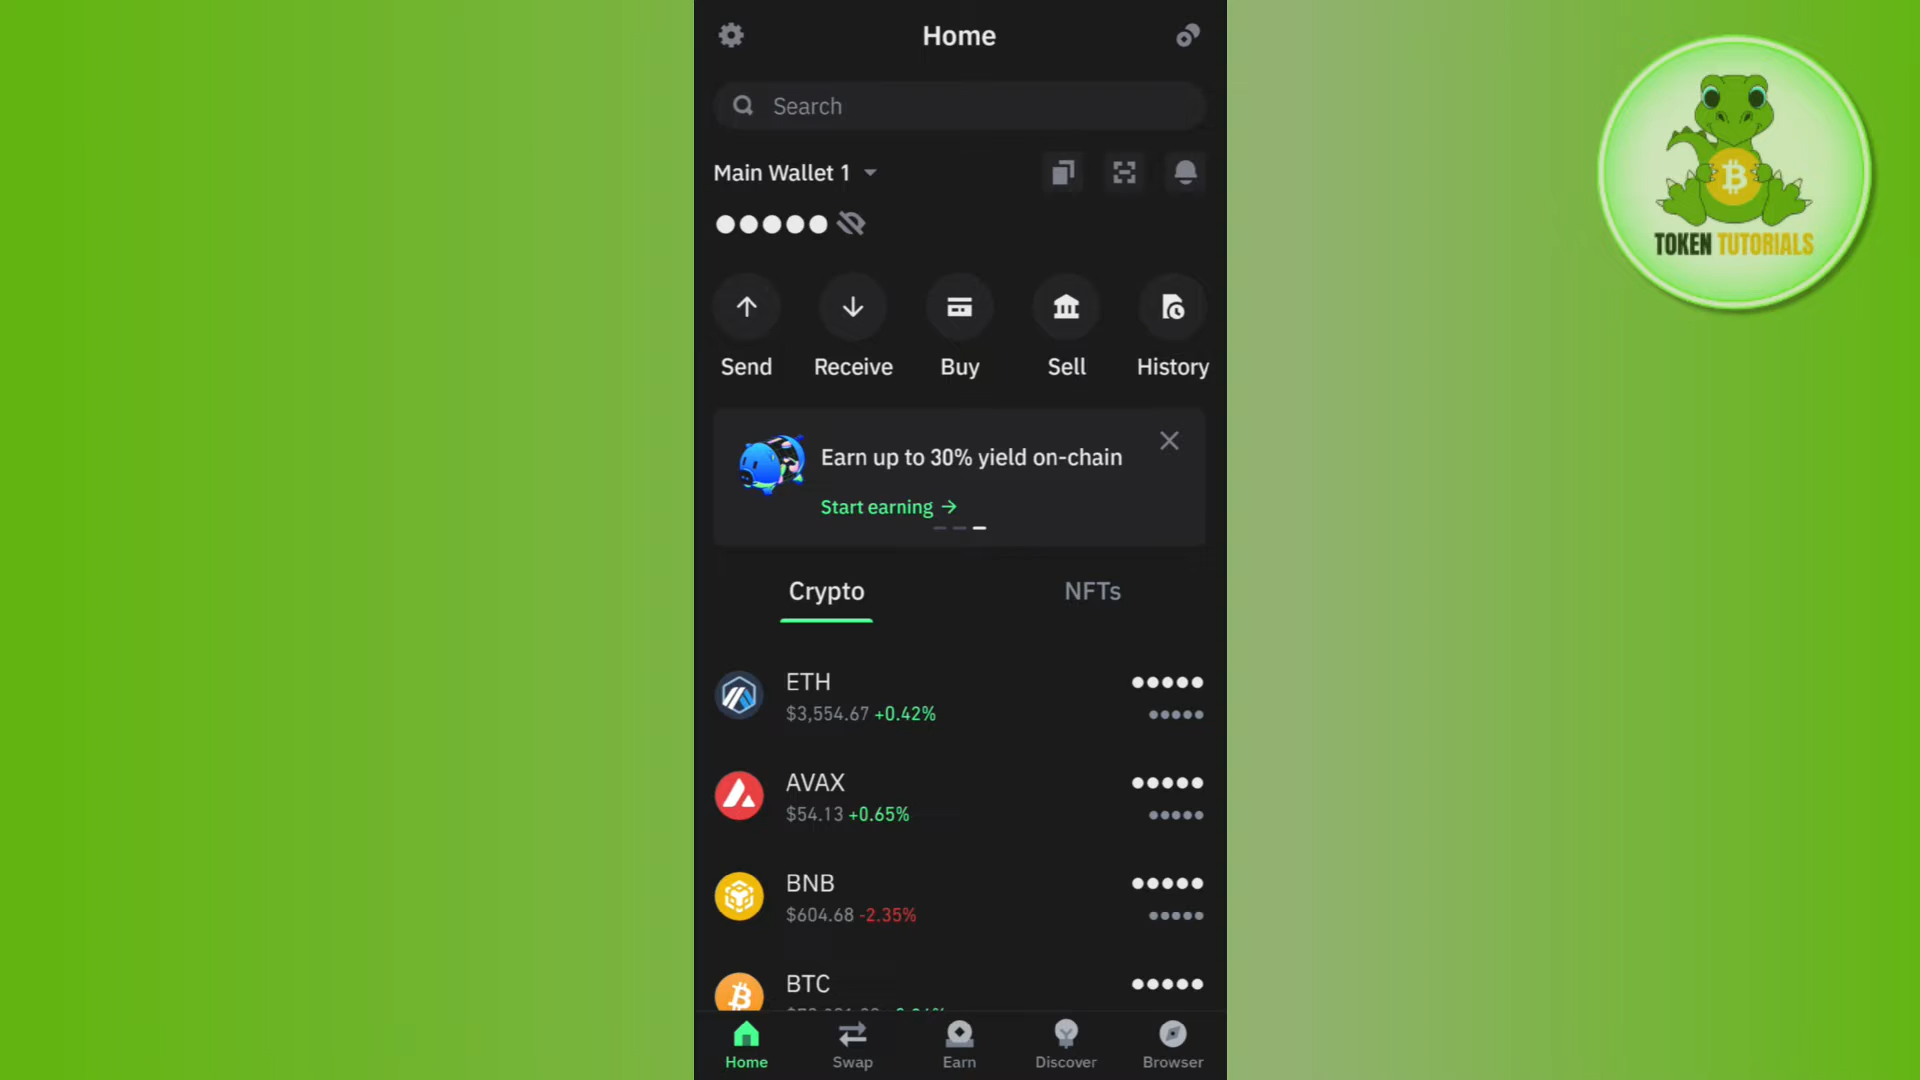 Home
Search
Main Wallet 1
Send
Receive
Buy
Sell
History
Earn up to 30% yield on-chain
Start earning →
Crypto
NFTs
ETH
$3,554.67 +0.42%
AVAX
$54.13 +0.65%
BNB
$604.68 -2.35%
BTC
Home
Swap
Earn
Discover
Browser
TOKEN TUTORIALS